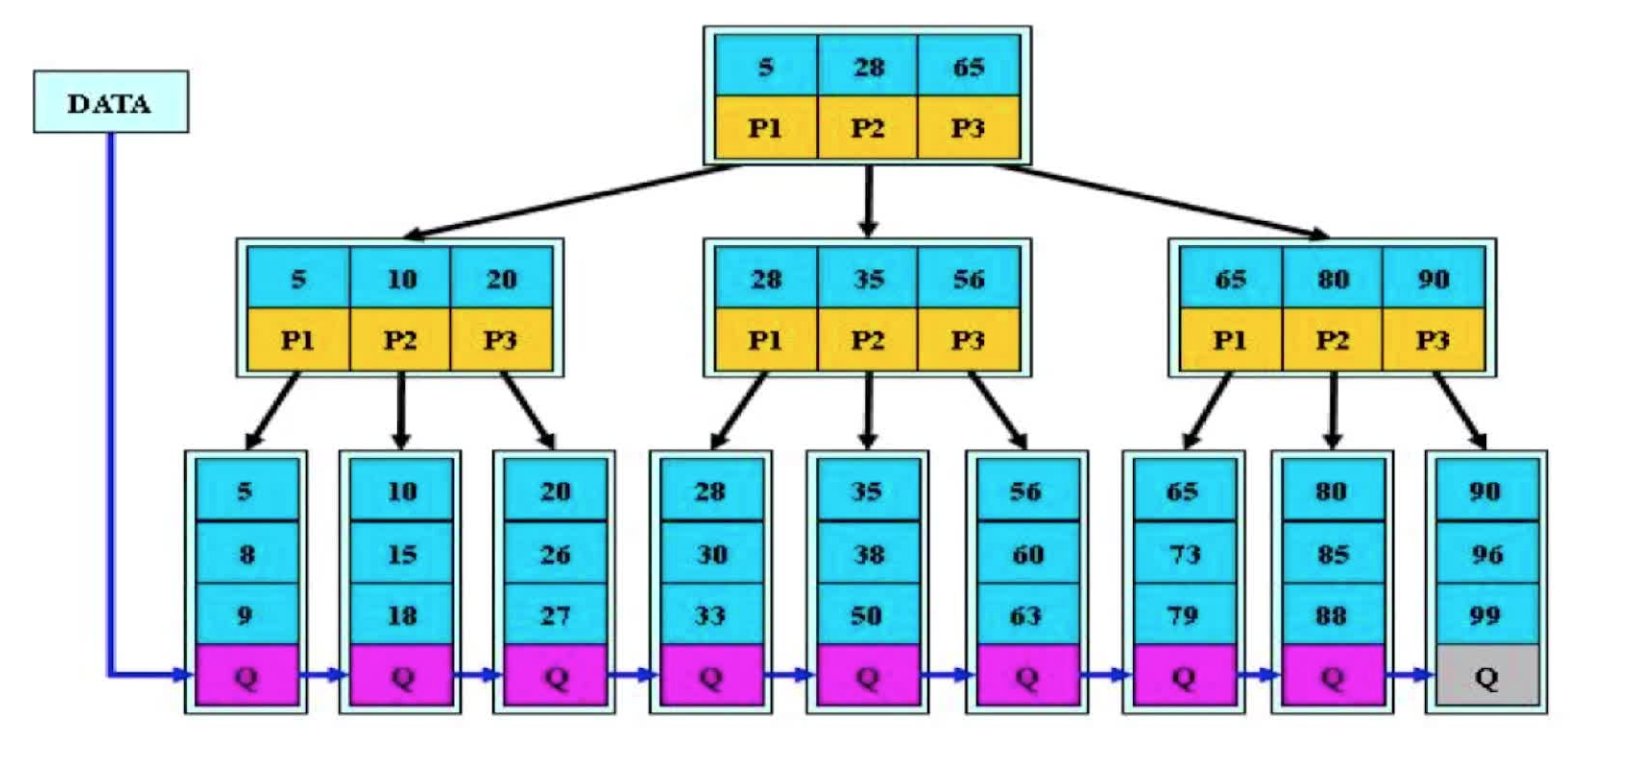 5 28 65
DATA
P1 P2 P3
5 10 20 28 35 56 65 80 90
P1 P2 P3 P1 P2 P3 P1 P2 P3
5 10 20 28 35 56 65 80 90
8 15 26 30 38 60 73 85 96
9 18 27 33 50 63 79 88 99
Q Q Q Q Q Q Q Q Q